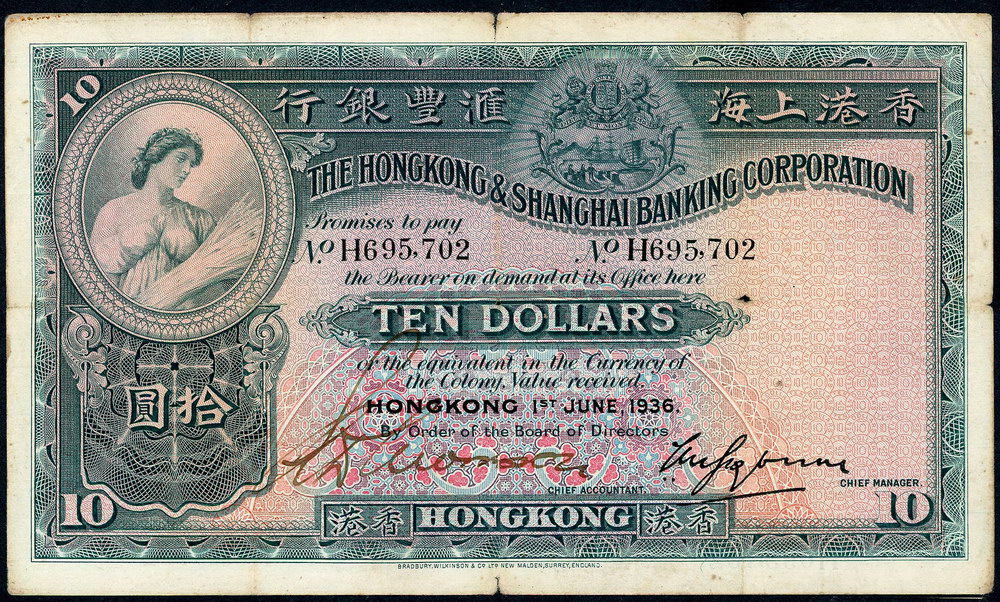 10
行銀豐滙 海上港香
THE HONGKONG & SHANGHAI BANKING CORPORATION
Promises to pay
No. H695,702 No. H695,702
the Bearer on demand at its Office here
TEN DOLLARS
or the equivalent in the Currency of
the Colony, Value received.
HONGKONG 1ST JUNE, 1936.
By Order of the Board of Directors
圓拾
CHIEF ACCOUNTANT.
CHIEF MANAGER.
10 港香 HONGKONG 港香 10
BRADBURY, WILKINSON & Co LTD NEW MALDEN, SURREY, ENGLAND.